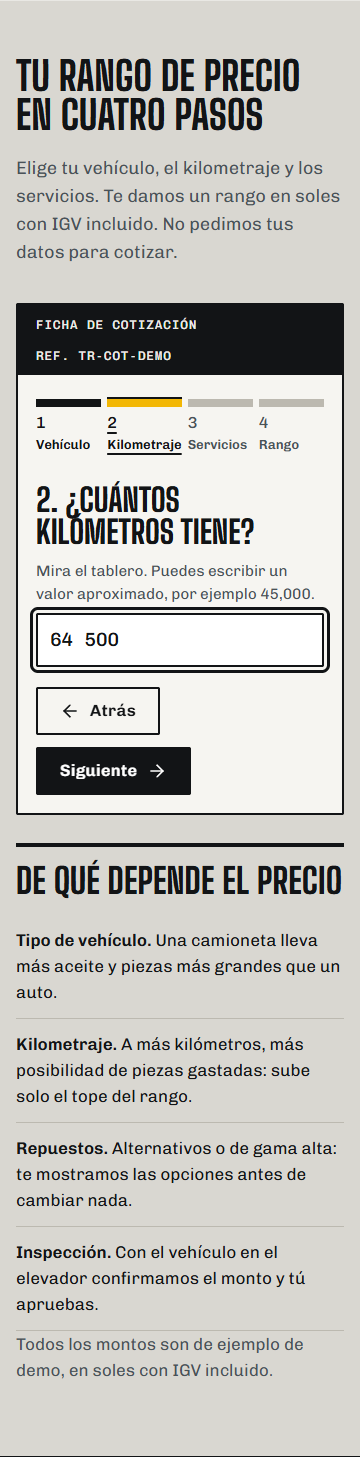 TU RANGO DE PRECIO
EN CUATRO PASOS
Elige tu vehículo, el kilometraje y los
servicios. Te damos un rango en soles
con IGV incluido. No pedimos tus
datos para cotizar.
FICHA DE COTIZACIÓN
REF. TR-COT-DEMO
1 2 3 4
Vehículo Kilometraje Servicios Rango
2. ¿CUÁNTOS
KILÓMETROS TIENE?
Mira el tablero. Puedes escribir un
valor aproximado, por ejemplo 45,000.
64 500
← Atrás
Siguiente →
DE QUÉ DEPENDE EL PRECIO
Tipo de vehículo. Una camioneta lleva
más aceite y piezas más grandes que un
auto.
Kilometraje. A más kilómetros, más
posibilidad de piezas gastadas: sube
solo el tope del rango.
Repuestos. Alternativos o de gama alta:
te mostramos las opciones antes de
cambiar nada.
Inspección. Con el vehículo en el
elevador confirmamos el monto y tú
apruebas.
Todos los montos son de ejemplo de
demo, en soles con IGV incluido.